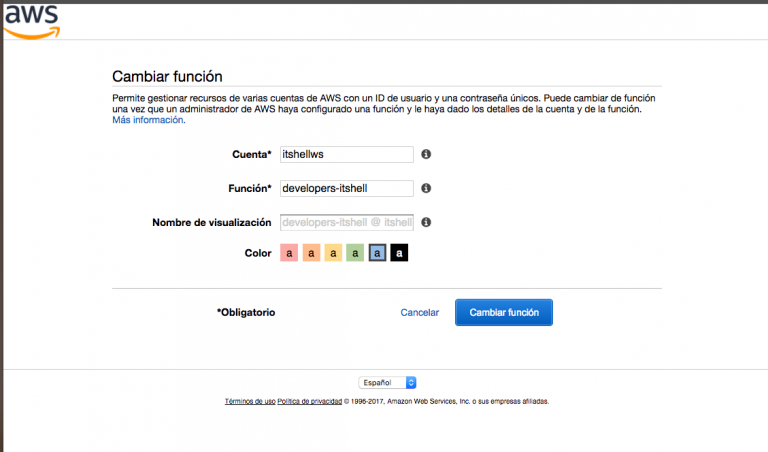 aws
Cambiar función
Permite gestionar recursos de varias cuentas de AWS con un ID de usuario y una contraseña únicos. Puede cambiar de función
una vez que un administrador de AWS haya configurado una función y le haya dado los detalles de la cuenta y de la función.
Más información.
Cuenta* itshellws
Función* developers-itshell
Nombre de visualización developers-itshell @ itshell
Color a a a a a a
*Obligatorio Cancelar Cambiar función
Español
Términos de uso Política de privacidad © 1996-2017, Amazon Web Services, Inc. o sus empresas afiliadas.